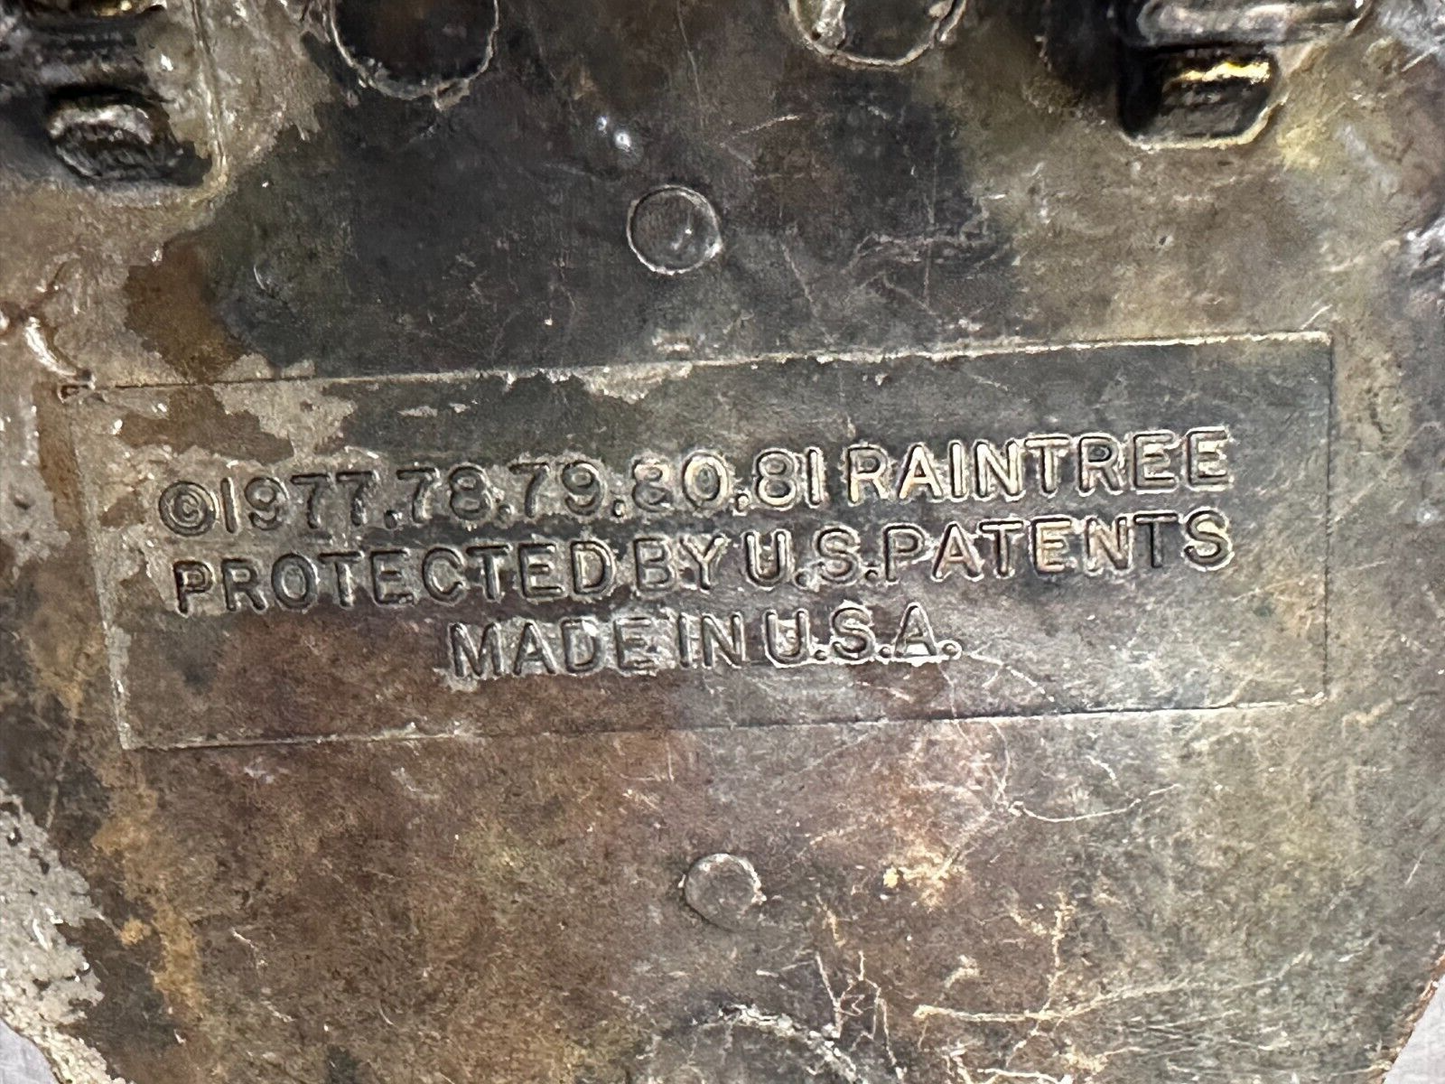 ©1977.78.79.80.81 RAINTREE
PROTECTED BY U.S. PATENTS
MADE IN U.S.A.